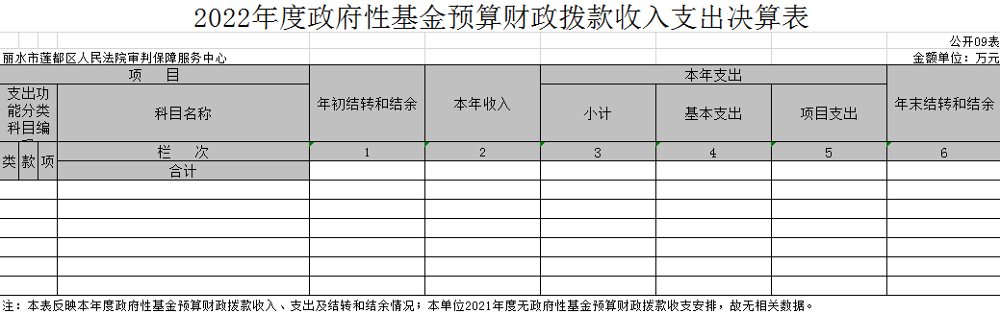 2022年度政府性基金预算财政拨款收入支出决算表
公开09表
丽水市莲都区人民法院审判保障服务中心 金额单位：万元
项 目 年初结转和结余 本年收入 本年支出 年末结转和结余
支出功能分类科目编 科目名称 小计 基本支出 项目支出
类 款 项 栏 次 1 2 3 4 5 6
合计
注：本表反映本年度政府性基金预算财政拨款收入、支出及结转和结余情况；本单位2021年度无政府性基金预算财政拨款收支安排，故无相关数据。